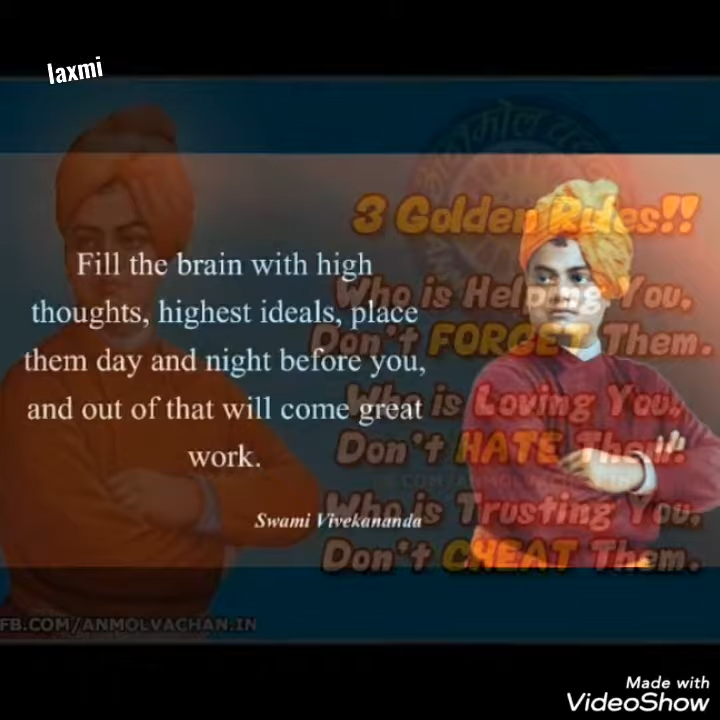 laxmi
3 Golden Rules!!
Fill the brain with high
thoughts, highest ideals, place
them day and night before you,
and out of that will come great
work.
Swami Vivekananda
Who is Helping You,
Don't FORGET Them.
Who is Loving You,
Don't HATE Them.
Who is Trusting You,
Don't CHEAT Them.
FB.COM/ANMOLVACHAN.IN
Made with
VideoShow